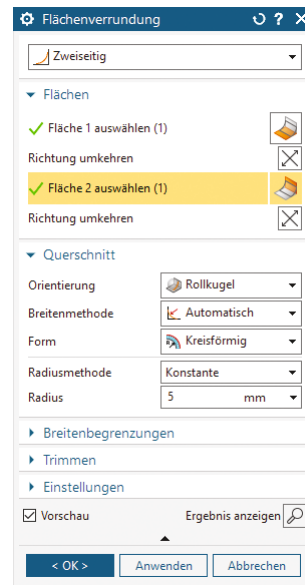 Flächenverrundung
Zweiseitig
Flächen
Fläche 1 auswählen (1)
Richtung umkehren
Fläche 2 auswählen (1)
Richtung umkehren
Querschnitt
Orientierung Rollkugel
Breitenmethode Automatisch
Form Kreisförmig
Radiusmethode Konstante
Radius 5 mm
Breitenbegrenzungen
Trimmen
Einstellungen
Vorschau Ergebnis anzeigen
< OK > Anwenden Abbrechen